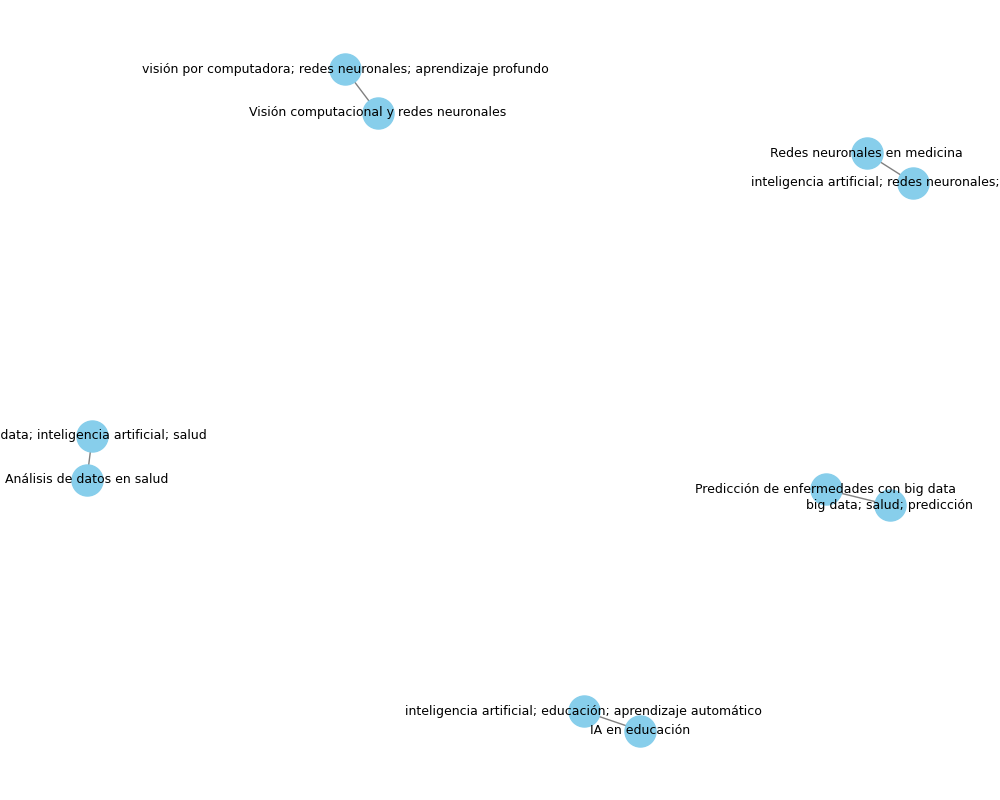 visión por computadora; redes neuronales; aprendizaje profundo
Visión computacional y redes neuronales
Redes neuronales en medicina
inteligencia artificial; redes neuronales;
data; inteligencia artificial; salud
Análisis de datos en salud
Predicción de enfermedades con big data
big data; salud; predicción
inteligencia artificial; educación; aprendizaje automático
IA en educación